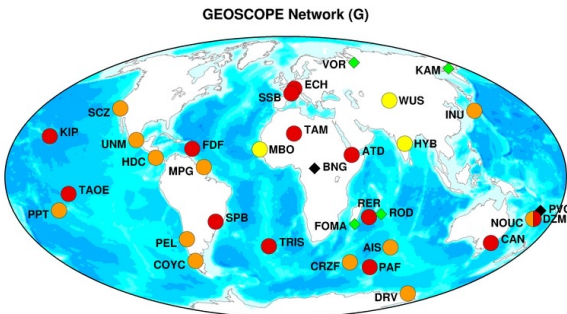 GEOSCOPE Network (G)
VOR
KAM
ECH
SSB
WUS
SCZ
INU
KIP
TAM
UNM
FDF
MBO
HYB
HDC
ATD
MPG
BNG
TAOE
RER
PPT
ROD
PVC
SPB
FOMA
NOUC
DZM
PEL
TRIS
AIS
CAN
COYC
CRZF
PAF
DRV